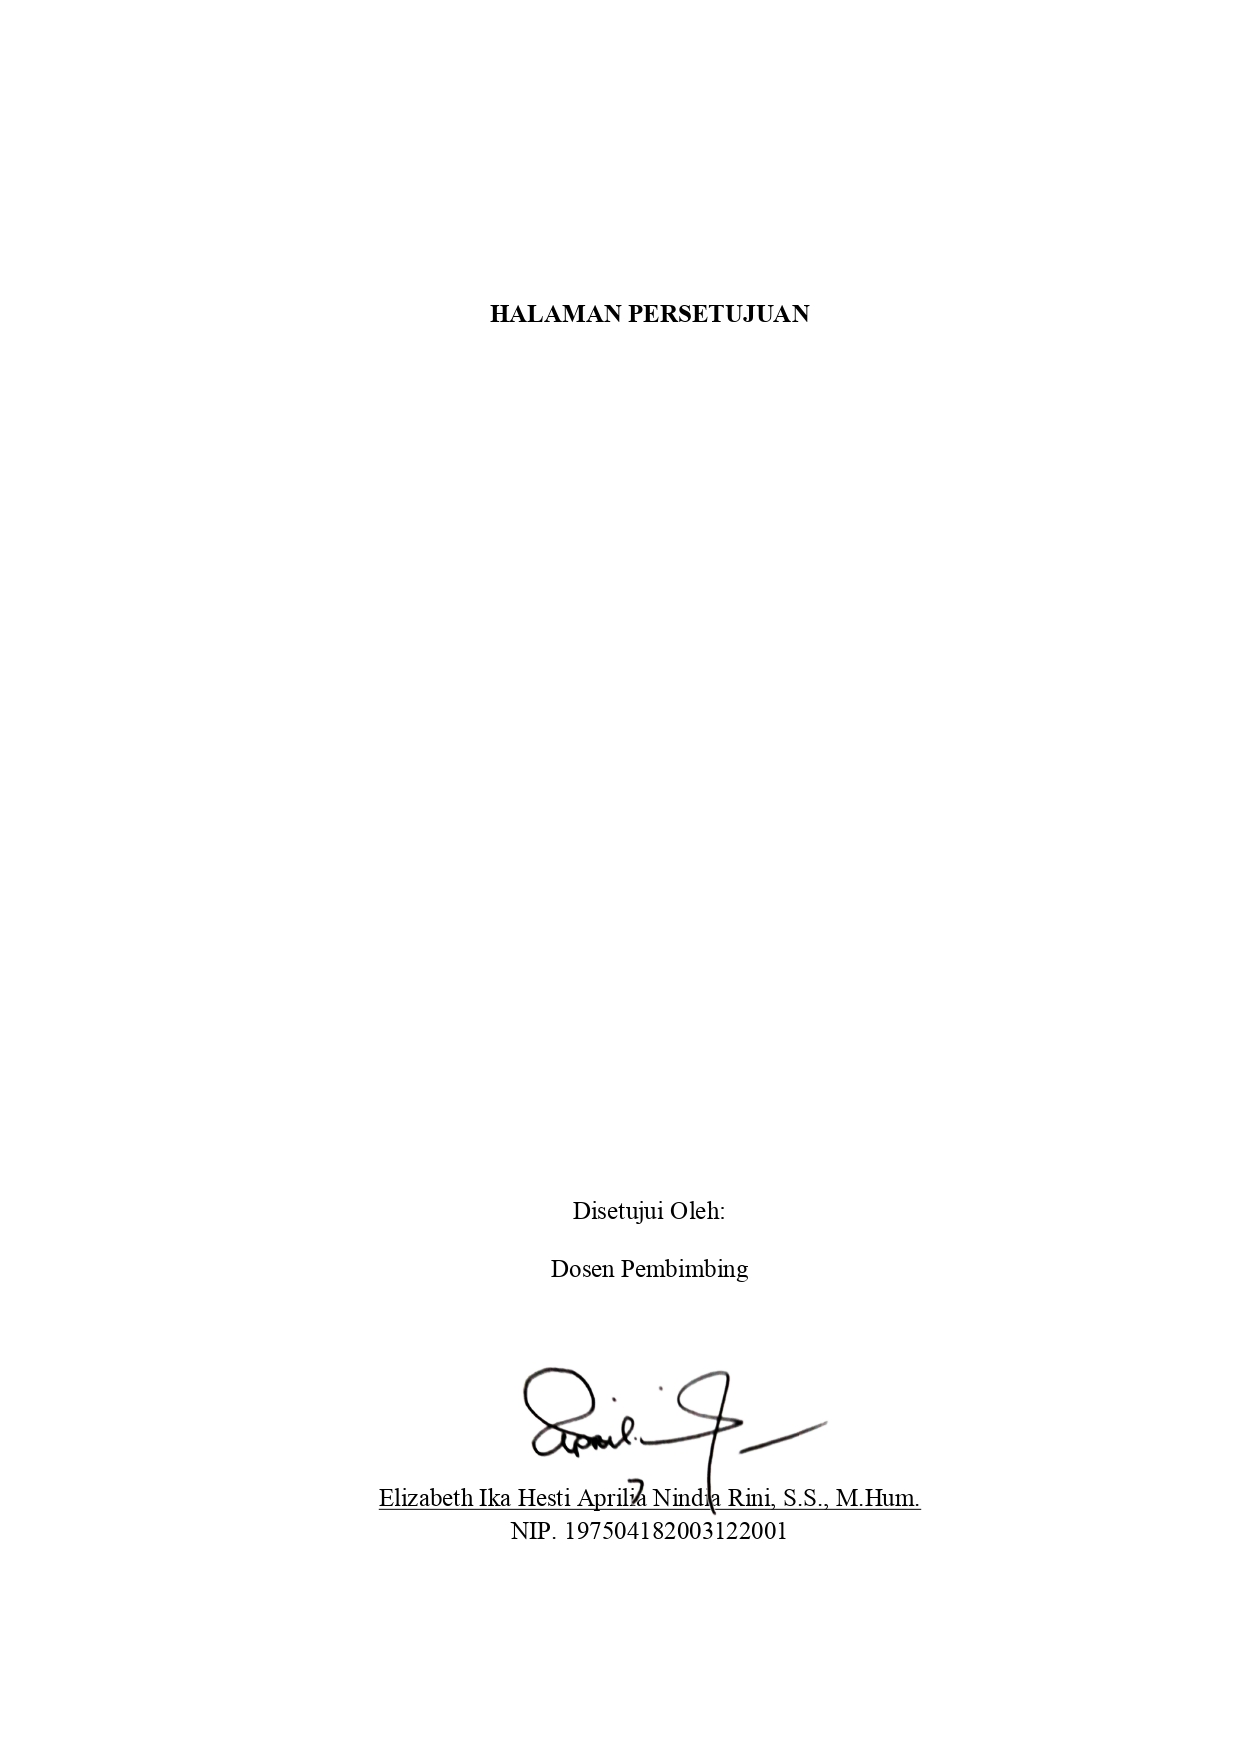 HALAMAN PERSETUJUAN
Disetujui Oleh:
Dosen Pembimbing
Elizabeth Ika Hesti Aprilia Nindia Rini, S.S., M.Hum.
NIP. 197504182003122001